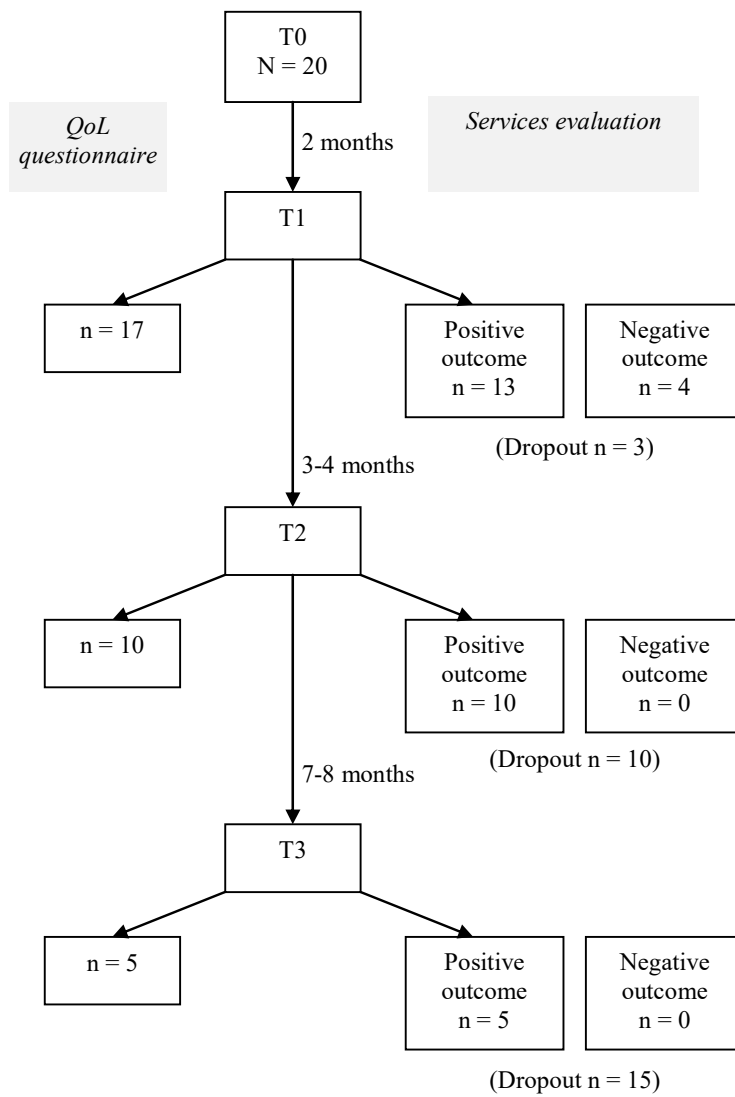 T0
N = 20
QoL
questionnaire
Services evaluation
2 months
T1
n = 17
Positive
outcome
n = 13
Negative
outcome
n = 4
(Dropout n = 3)
3-4 months
T2
n = 10
Positive
outcome
n = 10
Negative
outcome
n = 0
(Dropout n = 10)
7-8 months
T3
n = 5
Positive
outcome
n = 5
Negative
outcome
n = 0
(Dropout n = 15)